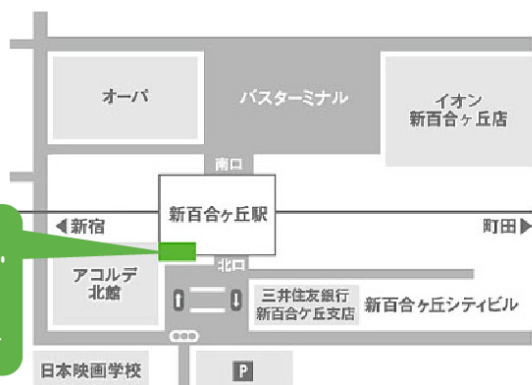 オーパ
バスターミナル
イオン
新百合ヶ丘店
南口
新百合ヶ丘駅
◀新宿
町田▶
北口
アコルデ
北館
三井住友銀行
新百合ケ丘支店
新百合ヶ丘シティビル
日本映画学校
P